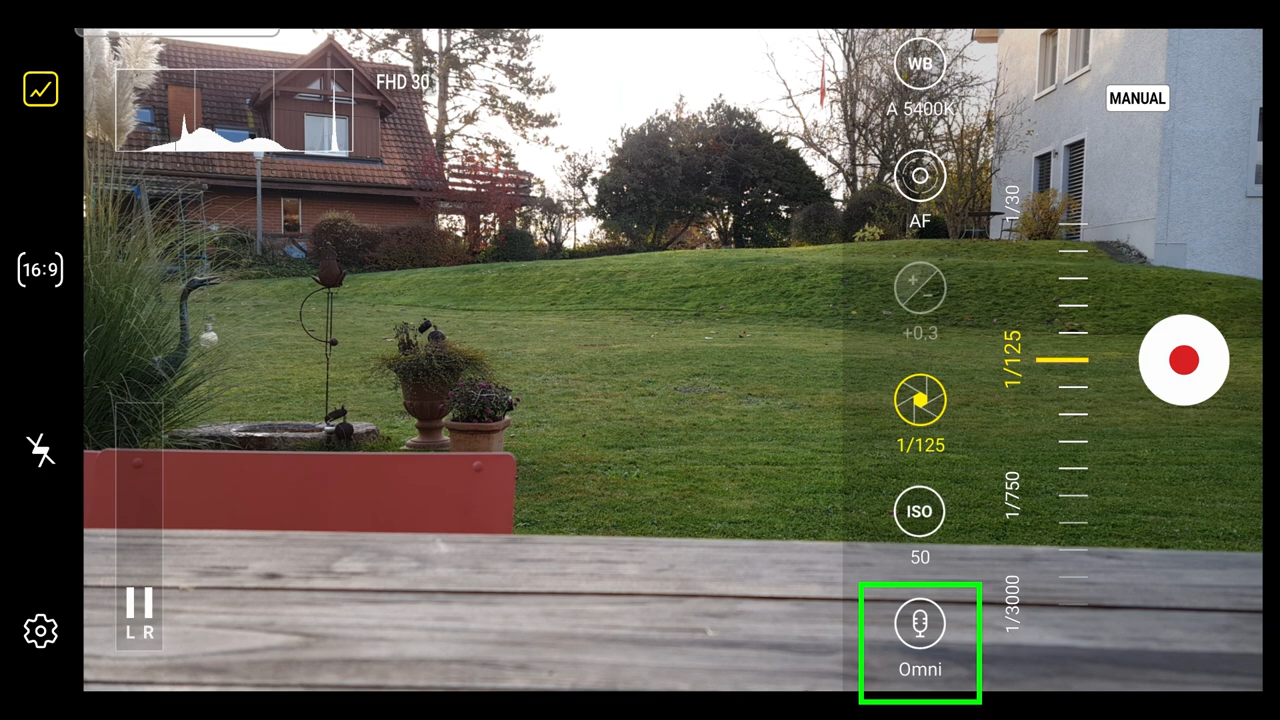 FHD 30
WB
A 5400K
MANUAL
16:9
AF
+0.3
1/125
ISO
50
Omni
1/30
1/125
1/750
1/3000
L R